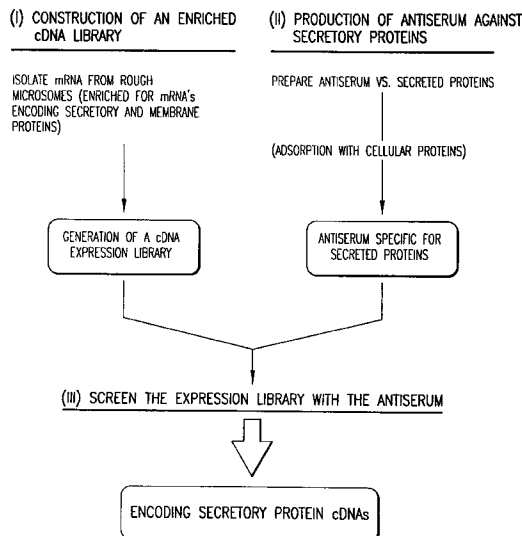 (I) CONSTRUCTION OF AN ENRICHED
cDNA LIBRARY
ISOLATE mRNA FROM ROUGH
MICROSOMES (ENRICHED FOR mRNA's
ENCODING SECRETORY AND MEMBRANE
PROTEINS)
GENERATION OF A cDNA
EXPRESSION LIBRARY
(II) PRODUCTION OF ANTISERUM AGAINST
SECRETORY PROTEINS
PREPARE ANTISERUM VS. SECRETED PROTEINS
(ADSORPTION WITH CELLULAR PROTEINS)
ANTISERUM SPECIFIC FOR
SECRETED PROTEINS
(III) SCREEN THE EXPRESSION LIBRARY WITH THE ANTISERUM
ENCODING SECRETORY PROTEIN cDNAs